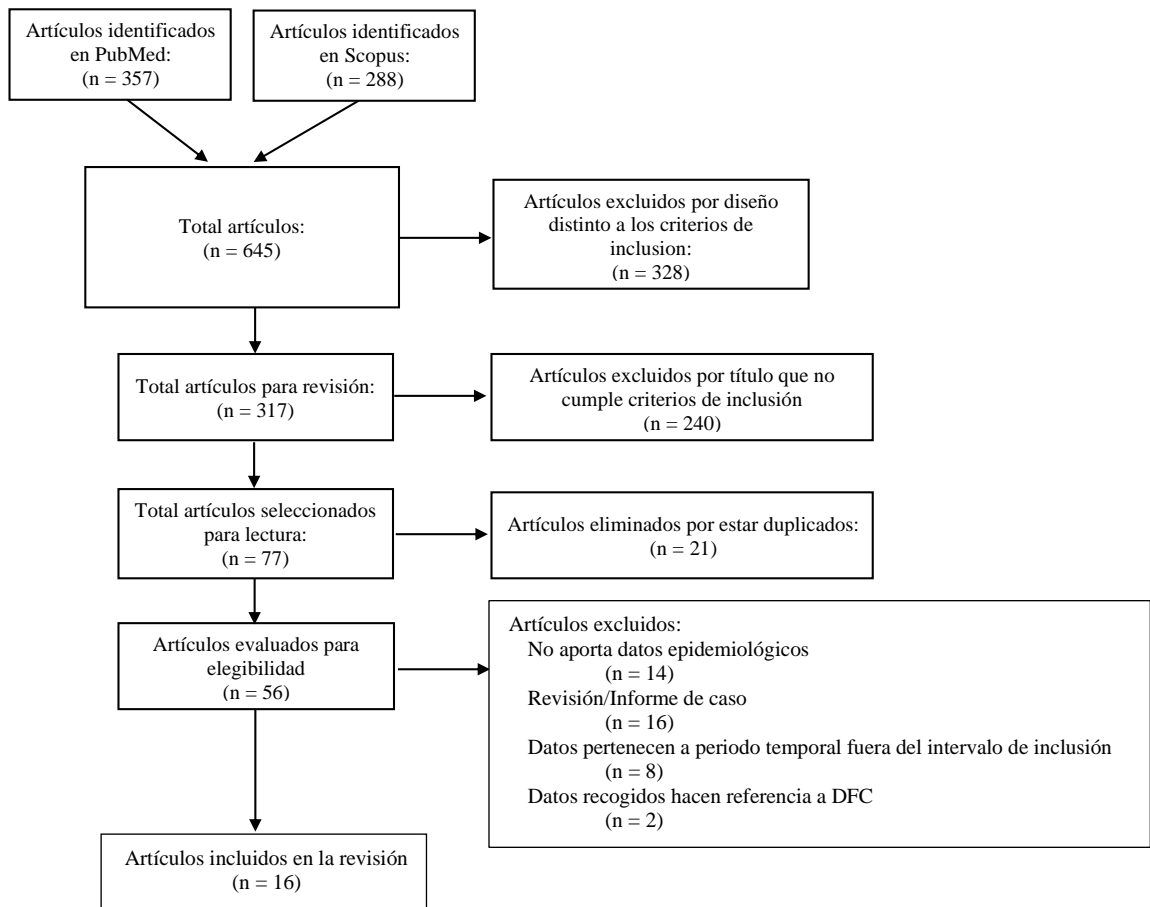 Artículos identificados
en PubMed:
(n = 357)
Artículos identificados
en Scopus:
(n = 288)
Total artículos:
(n = 645)
Artículos excluidos por diseño
distinto a los criterios de
inclusion:
(n = 328)
Total artículos para revisión:
(n = 317)
Artículos excluidos por título que no
cumple criterios de inclusión
(n = 240)
Total artículos seleccionados
para lectura:
(n = 77)
Artículos eliminados por estar duplicados:
(n = 21)
Artículos evaluados para
elegibilidad
(n = 56)
Artículos excluidos:
No aporta datos epidemiológicos
(n = 14)
Revisión/Informe de caso
(n = 16)
Datos pertenecen a periodo temporal fuera del intervalo de inclusión
(n = 8)
Datos recogidos hacen referencia a DFC
(n = 2)
Artículos incluidos en la revisión
(n = 16)